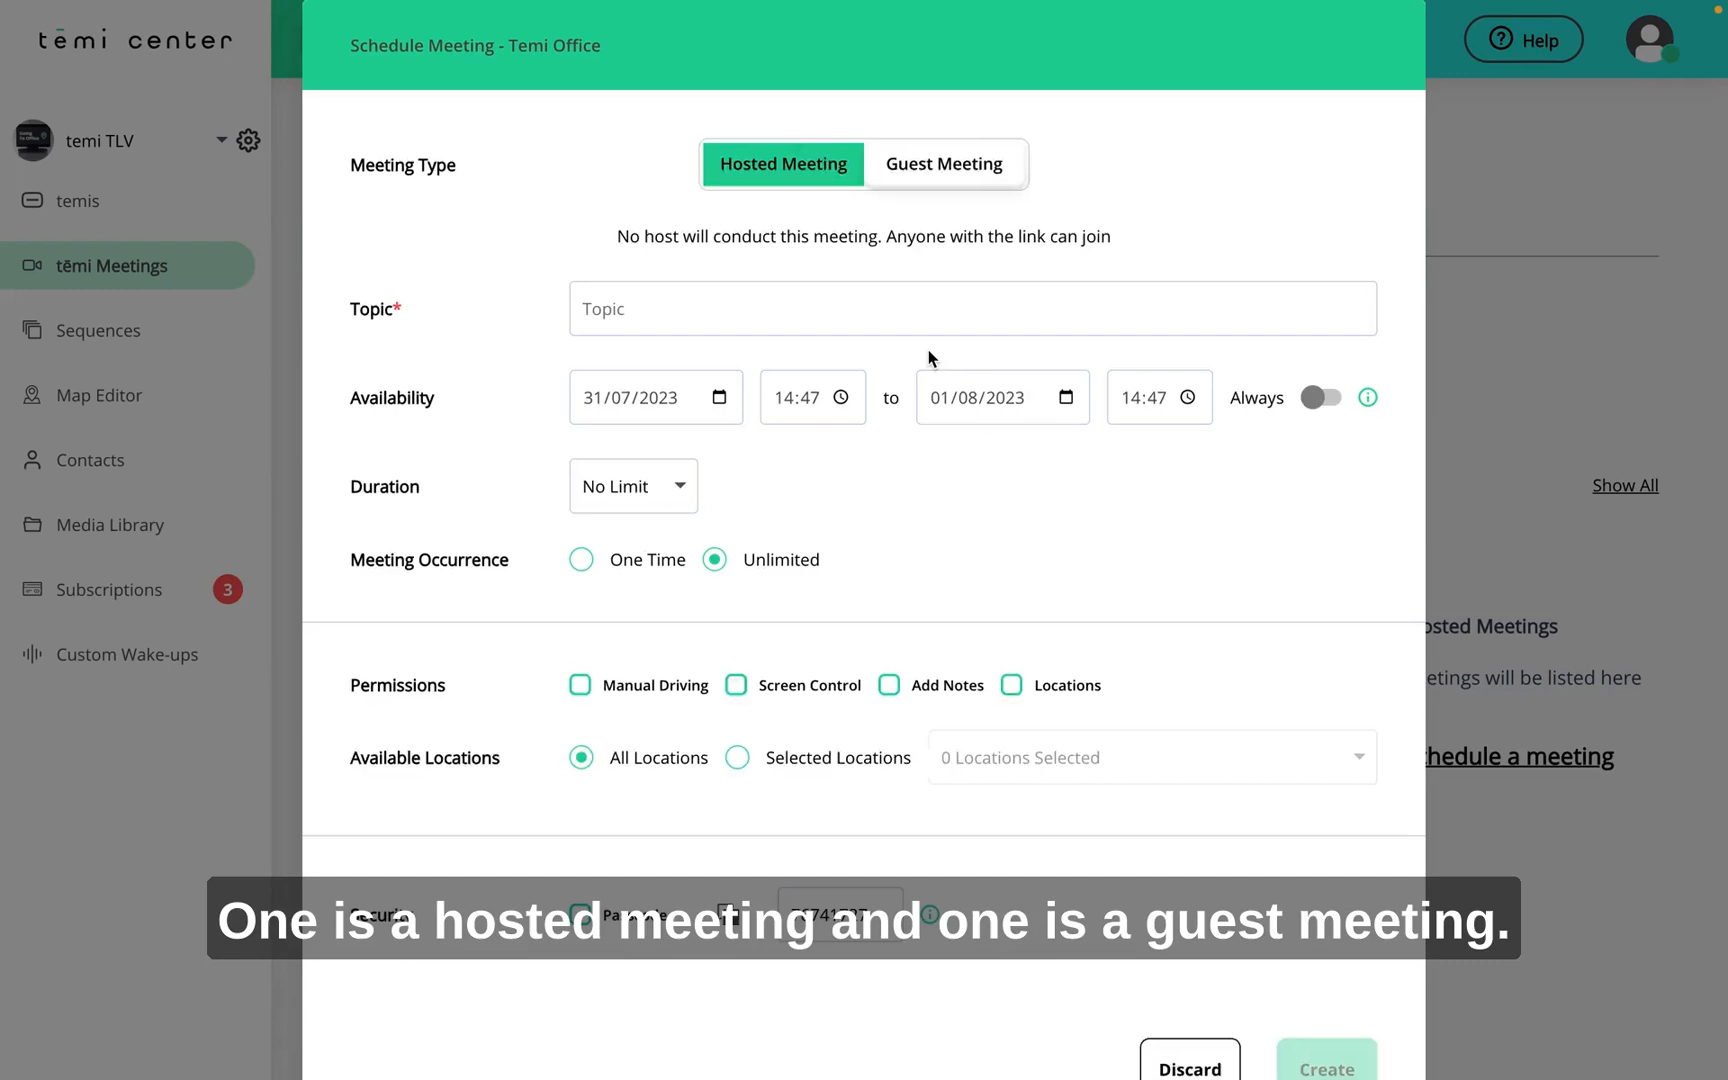 tēmi center
Schedule Meeting - Temi Office
Help
temi TLV
temis
tēmi Meetings
Sequences
Map Editor
Contacts
Media Library
Subscriptions 3
Custom Wake-ups
Meeting Type Hosted Meeting Guest Meeting
No host will conduct this meeting. Anyone with the link can join
Topic* Topic
Availability 31/07/2023 14:47 to 01/08/2023 14:47 Always
Duration No Limit
Meeting Occurrence One Time Unlimited
Permissions Manual Driving Screen Control Add Notes Locations
Available Locations All Locations Selected Locations 0 Locations Selected
Show All
osted Meetings
etings will be listed here
hedule a meeting
Security
One is a hosted meeting and one is a guest meeting.
Discard Create